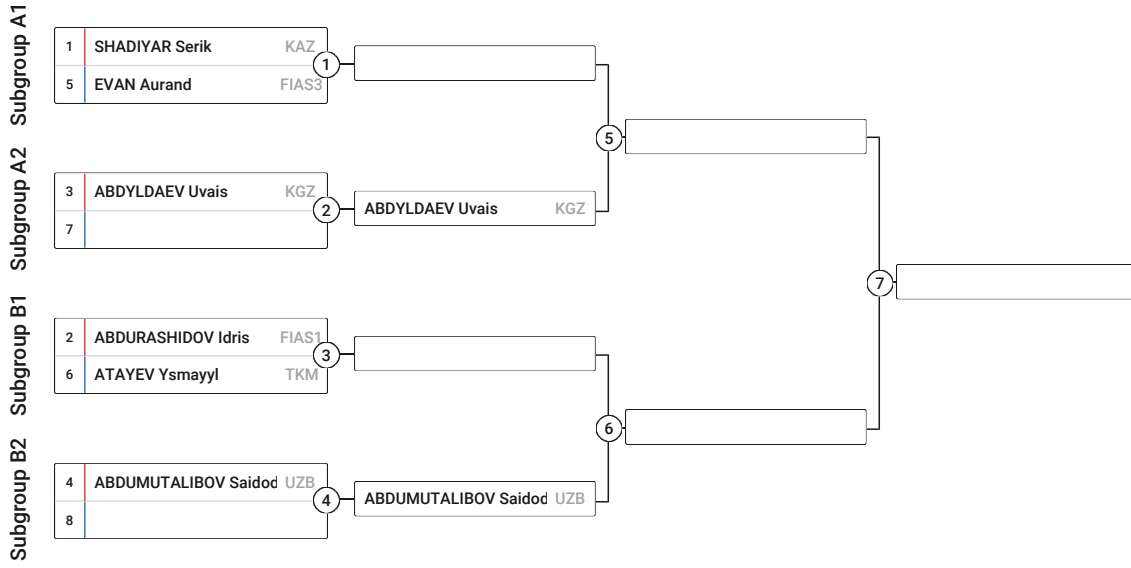 Subgroup A1
1 SHADIYAR Serik KAZ
5 EVAN Aurand FIAS3
1
Subgroup A2
3 ABDYLDAEV Uvais KGZ
7
2
ABDYLDAEV Uvais KGZ
5
Subgroup B1
2 ABDURASHIDOV Idris FIAS1
6 ATAYEV Ysmayyl TKM
3
Subgroup B2
4 ABDUMUTALIBOV Saidod UZB
8
4
ABDUMUTALIBOV Saidod UZB
6
7